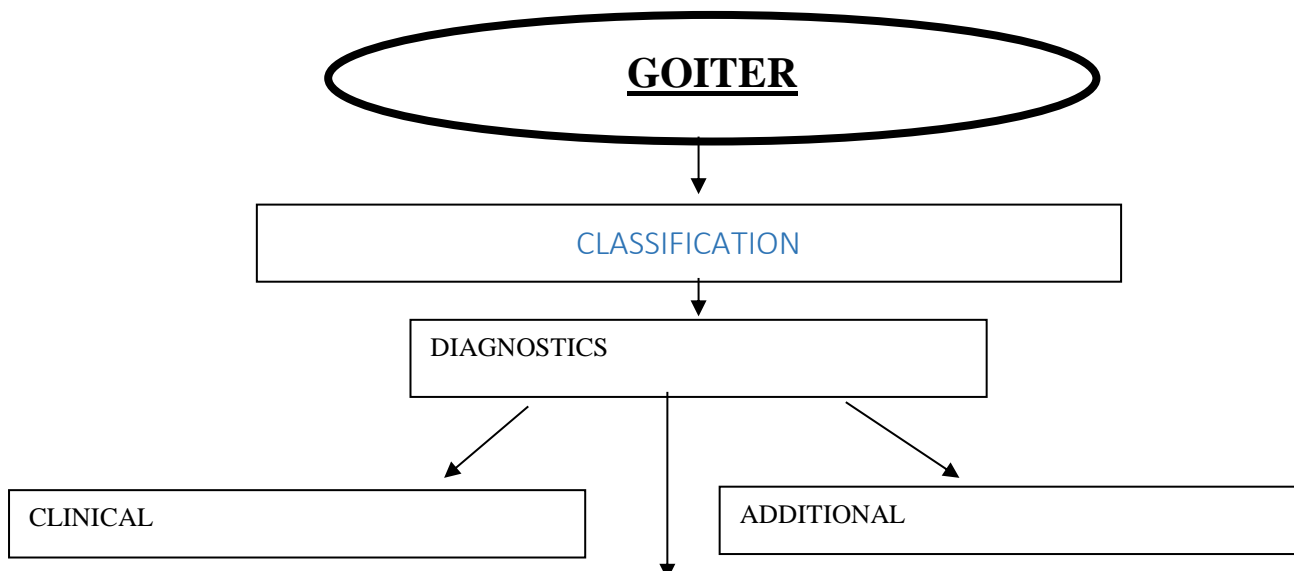 GOITER
CLASSIFICATION
DIAGNOSTICS
CLINICAL
ADDITIONAL